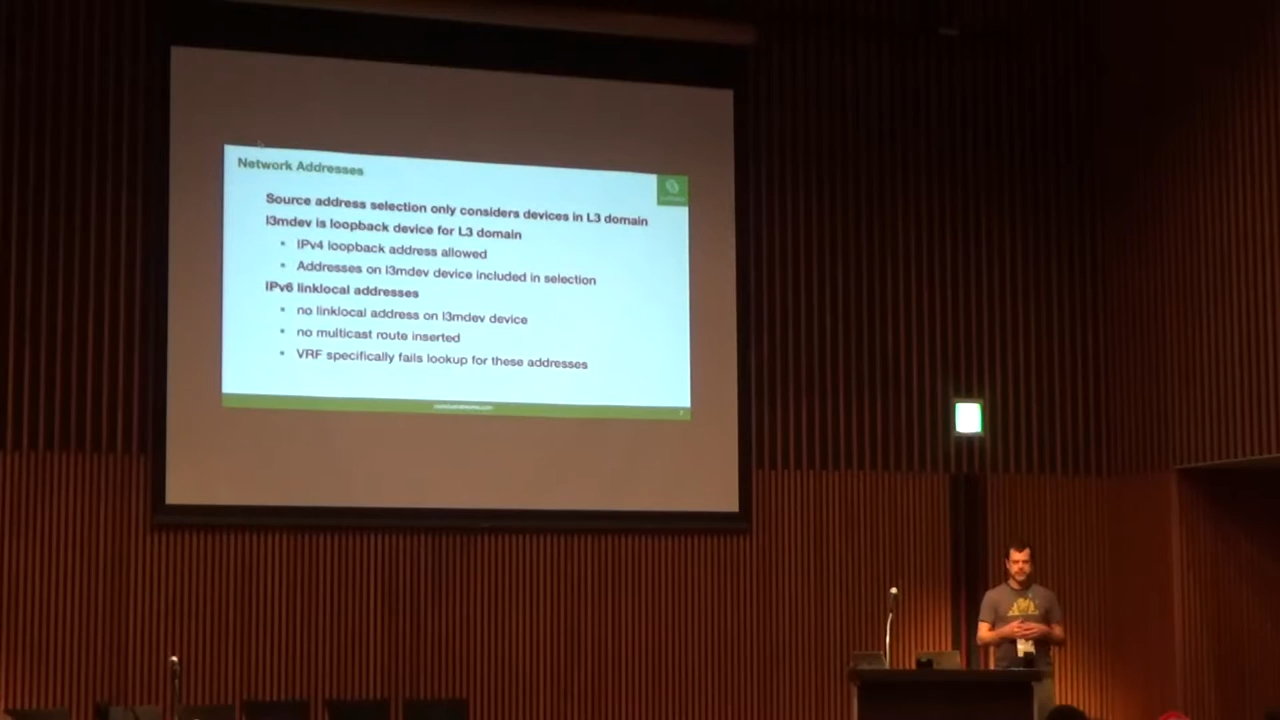 Network Addresses
Source address selection only considers devices in L3 domain
l3mdev is loopback device for L3 domain
• IPv4 loopback address allowed
• Addresses on l3mdev device included in selection
IPv6 linklocal addresses
• no linklocal address on l3mdev device
• no multicast route inserted
• VRF specifically fails lookup for these addresses